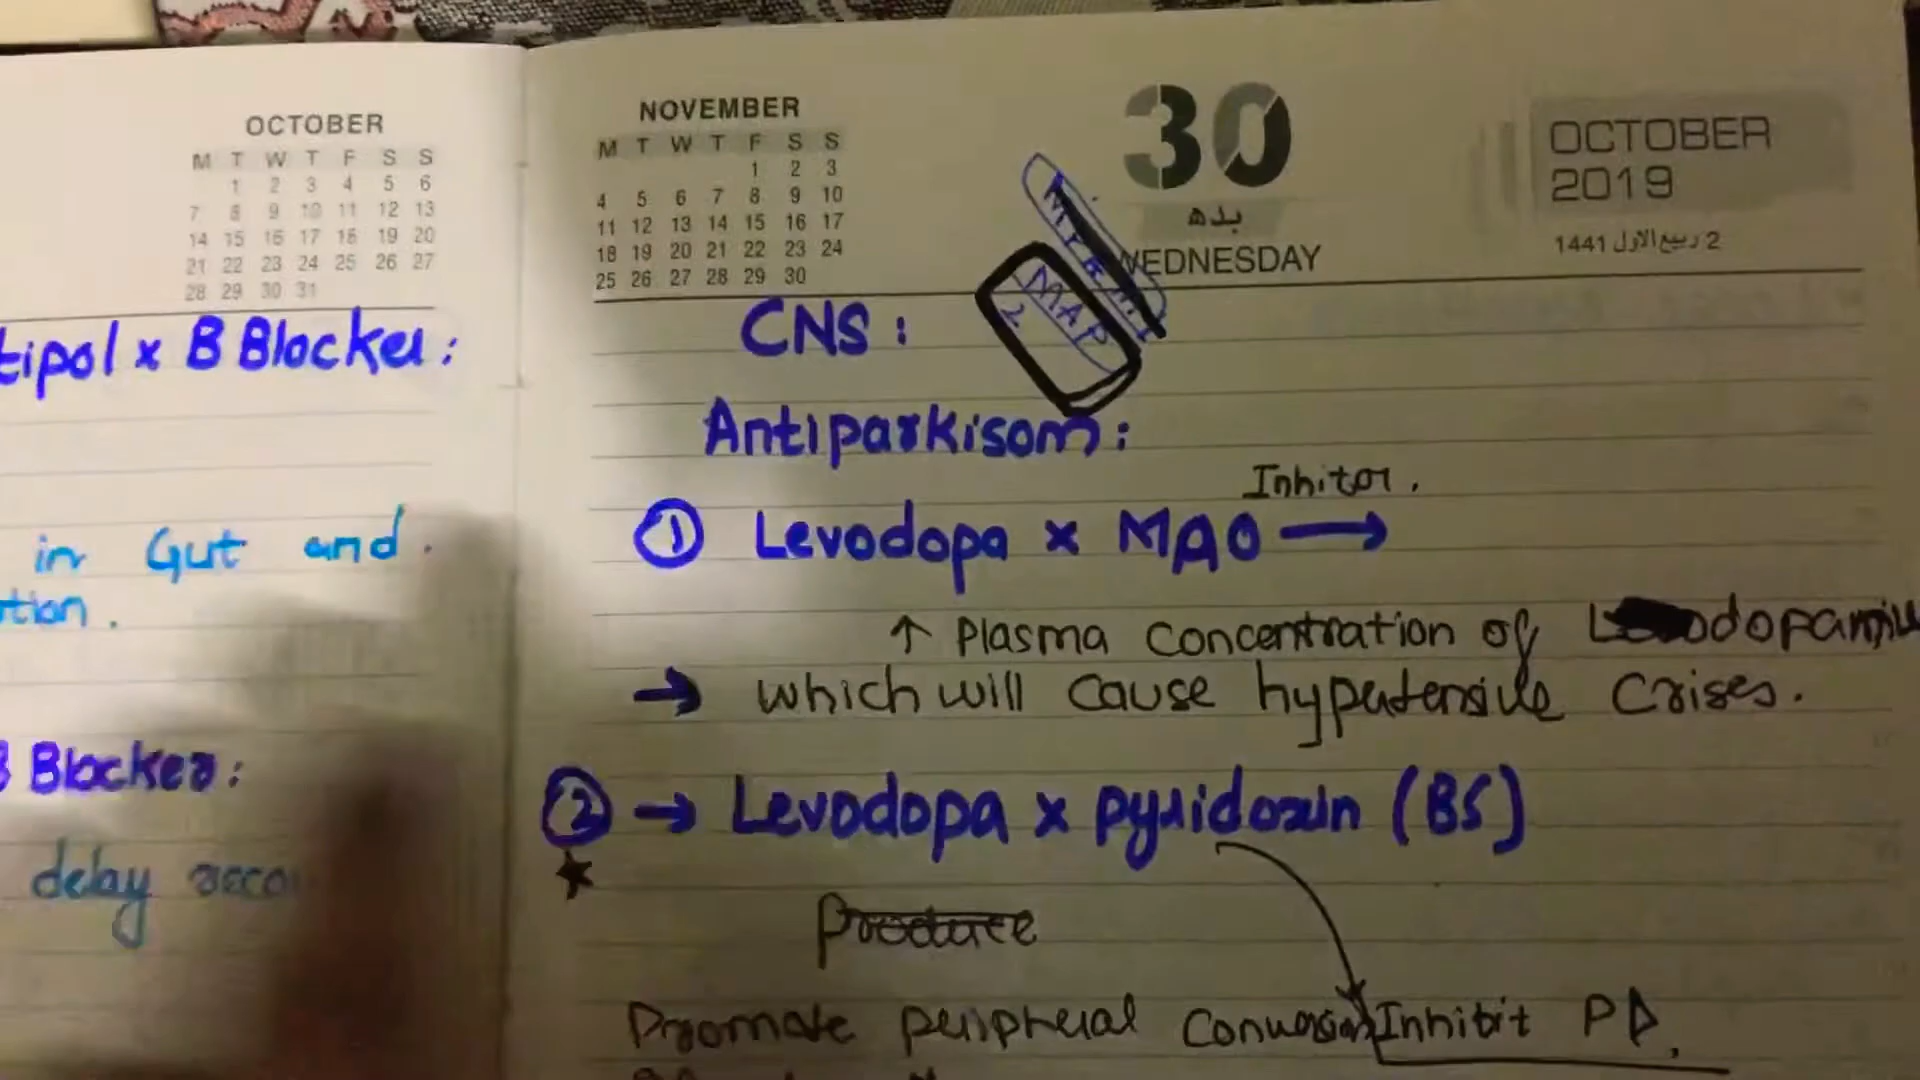 OCTOBER
M T W T F S S
1 2 3 4 5 6
7 8 9 10 11 12 13
14 15 16 17 18 19 20
21 22 23 24 25 26 27
28 29 30 31
tipol x B Blocker:
in Gut and.
tion.
B Blocker:
delay
NOVEMBER
M T W T F S S
1 2 3
4 5 6 7 8 9 10
11 12 13 14 15 16 17
18 19 20 21 22 23 24
25 26 27 28 29 30
30
بدھ
WEDNESDAY
OCTOBER
2019
2 ربیع الاول 1441
MAP
2
CNS:
Antiparkisom:
Inhitor.
① Levodopa x MAO →
↑ Plasma concentration of
→ which will cause hypertensive Crises.
② → Levodopa x pyridoxin (B5)
★
Produce
Promote peripheral Conversion Inhibit PD.